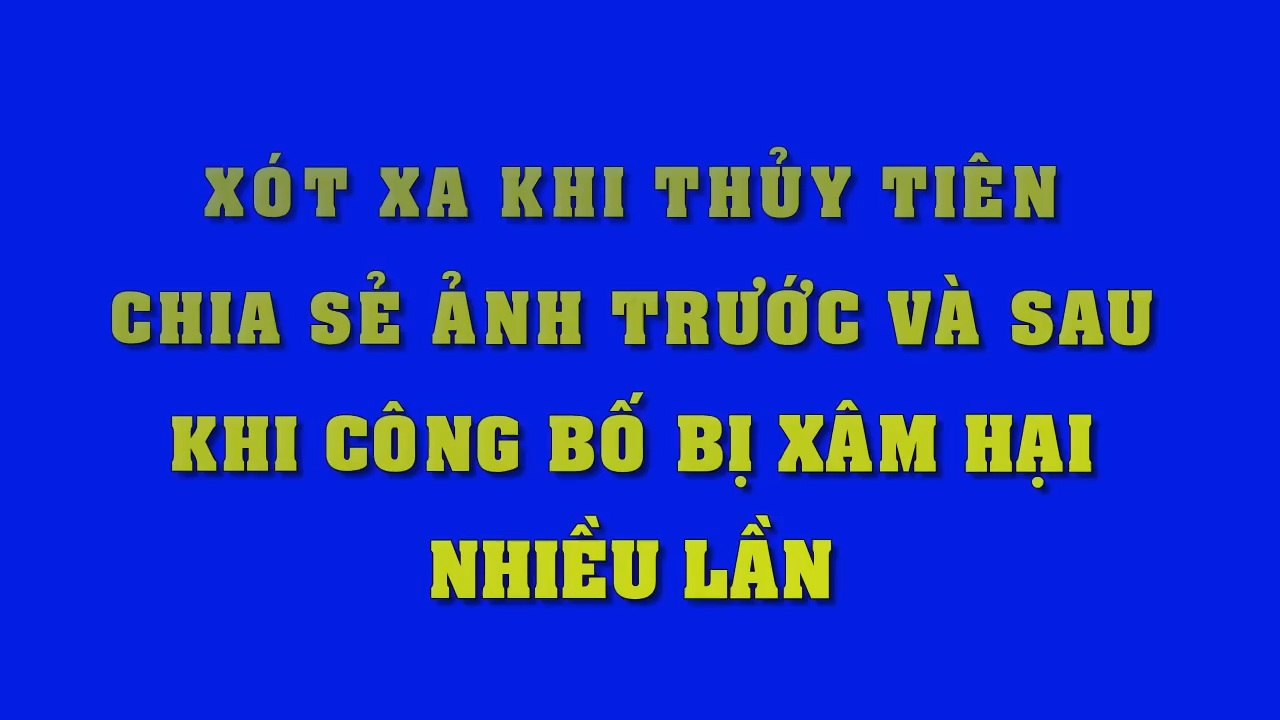 XÓT XA KHI THỦY TIÊN
CHIA SẺ ẢNH TRƯỚC VÀ SAU
KHI CÔNG BỐ BỊ XÂM HẠI
NHIỀU LẦN